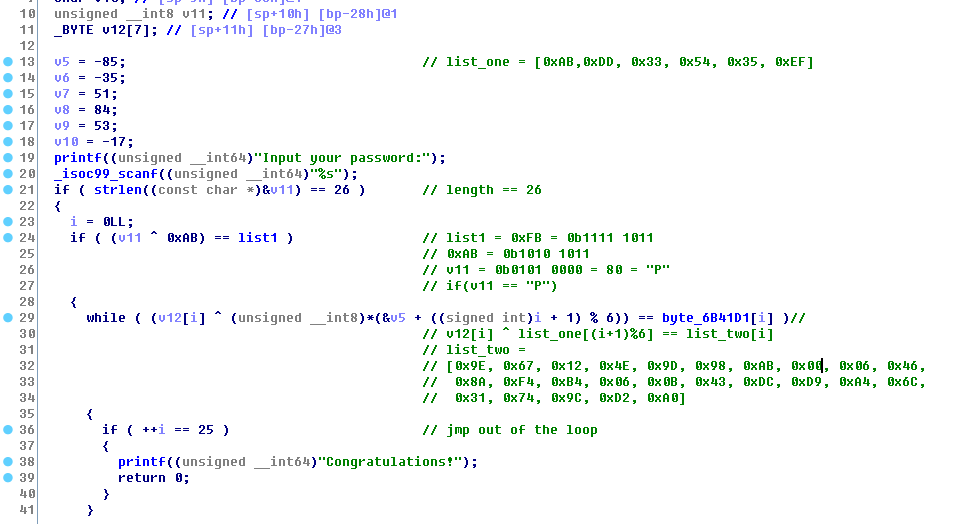 10 unsigned __int8 v11; // [sp+10h] [bp-28h]@1
11 _BYTE v12[7]; // [sp+11h] [bp-27h]@3
12
13 v5 = -85; // list_one = [0xAB,0xDD, 0x33, 0x54, 0x35, 0xEF]
14 v6 = -35;
15 v7 = 51;
16 v8 = 84;
17 v9 = 53;
18 v10 = -17;
19 printf((unsigned __int64)"Input your password:");
20 _isoc99_scanf((unsigned __int64)"%s");
21 if ( strlen((const char *)&v11) == 26 ) // length == 26
22 {
23 i = 0LL;
24 if ( (v11 ^ 0xAB) == list1 ) // list1 = 0xFB = 0b1111 1011
25 // 0xAB = 0b1010 1011
26 // v11 = 0b0101 0000 = 80 = "P"
27 // if(v11 == "P")
28 {
29 while ( (v12[i] ^ (unsigned __int8)*(&v5 + ((signed int)i + 1) % 6)) == byte_6B41D1[i] )//
30 // v12[i] ^ list_one[(i+1)%6] == list_two[i]
31 // list_two =
32 // [0x9E, 0x67, 0x12, 0x4E, 0x9D, 0x98, 0xAB, 0x00, 0x06, 0x46,
33 // 0x8A, 0xF4, 0xB4, 0x06, 0x0B, 0x43, 0xDC, 0xD9, 0xA4, 0x6C,
34 // 0x31, 0x74, 0x9C, 0xD2, 0xA0]
35 {
36 if ( ++i == 25 ) // jmp out of the loop
37 {
38 printf((unsigned __int64)"Congratulations!");
39 return 0;
40 }
41 }